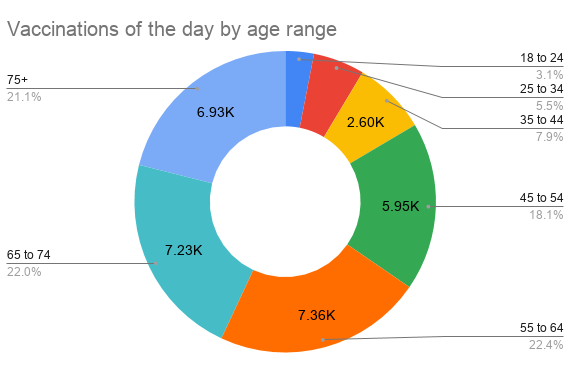 Vaccinations of the day by age range
18 to 24
3.1%
25 to 34
5.5%
35 to 44
7.9%
45 to 54
18.1%
55 to 64
22.4%
65 to 74
22.0%
75+
21.1%
2.60K
5.95K
7.36K
7.23K
6.93K